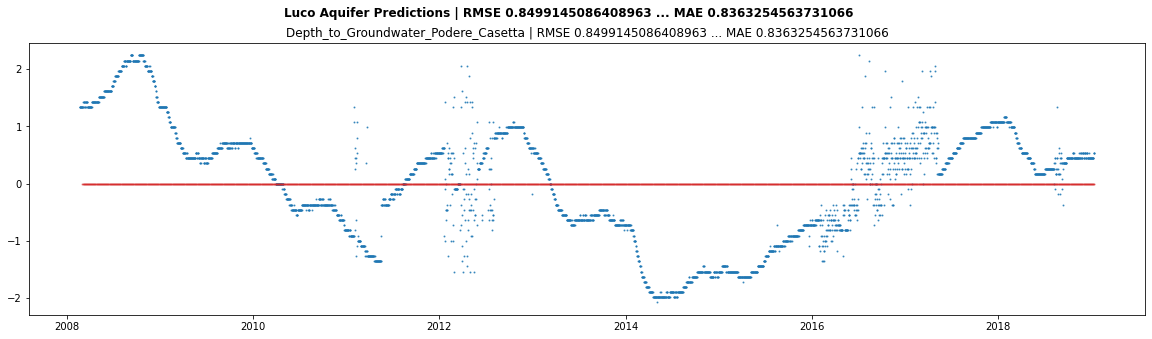 Luco Aquifer Predictions | RMSE 0.8499145086408963 ... MAE 0.8363254563731066
Depth_to_Groundwater_Podere_Casetta | RMSE 0.8499145086408963 ... MAE 0.8363254563731066
2
1
0
−1
−2
2008 2010 2012 2014 2016 2018